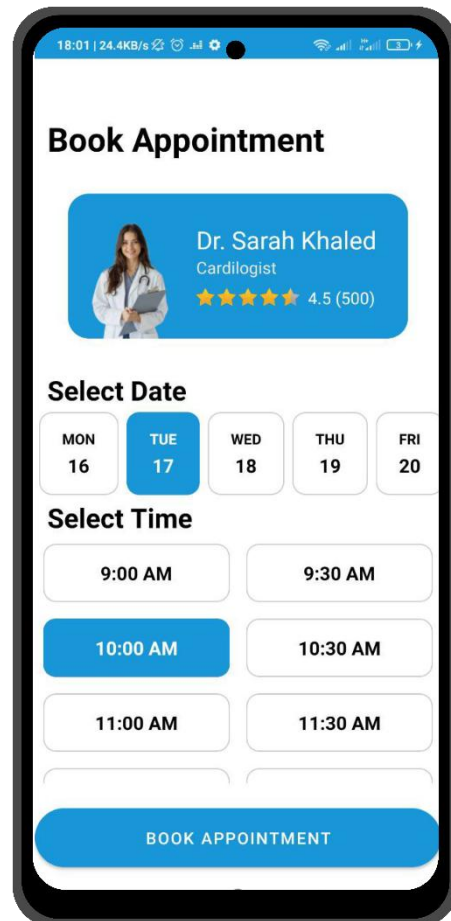 18:01 | 24.4KB/s
Book Appointment
Dr. Sarah Khaled
Cardilogist
4.5 (500)
Select Date
MON TUE WED THU FRI
16 17 18 19 20
Select Time
9:00 AM 9:30 AM
10:00 AM 10:30 AM
11:00 AM 11:30 AM
BOOK APPOINTMENT